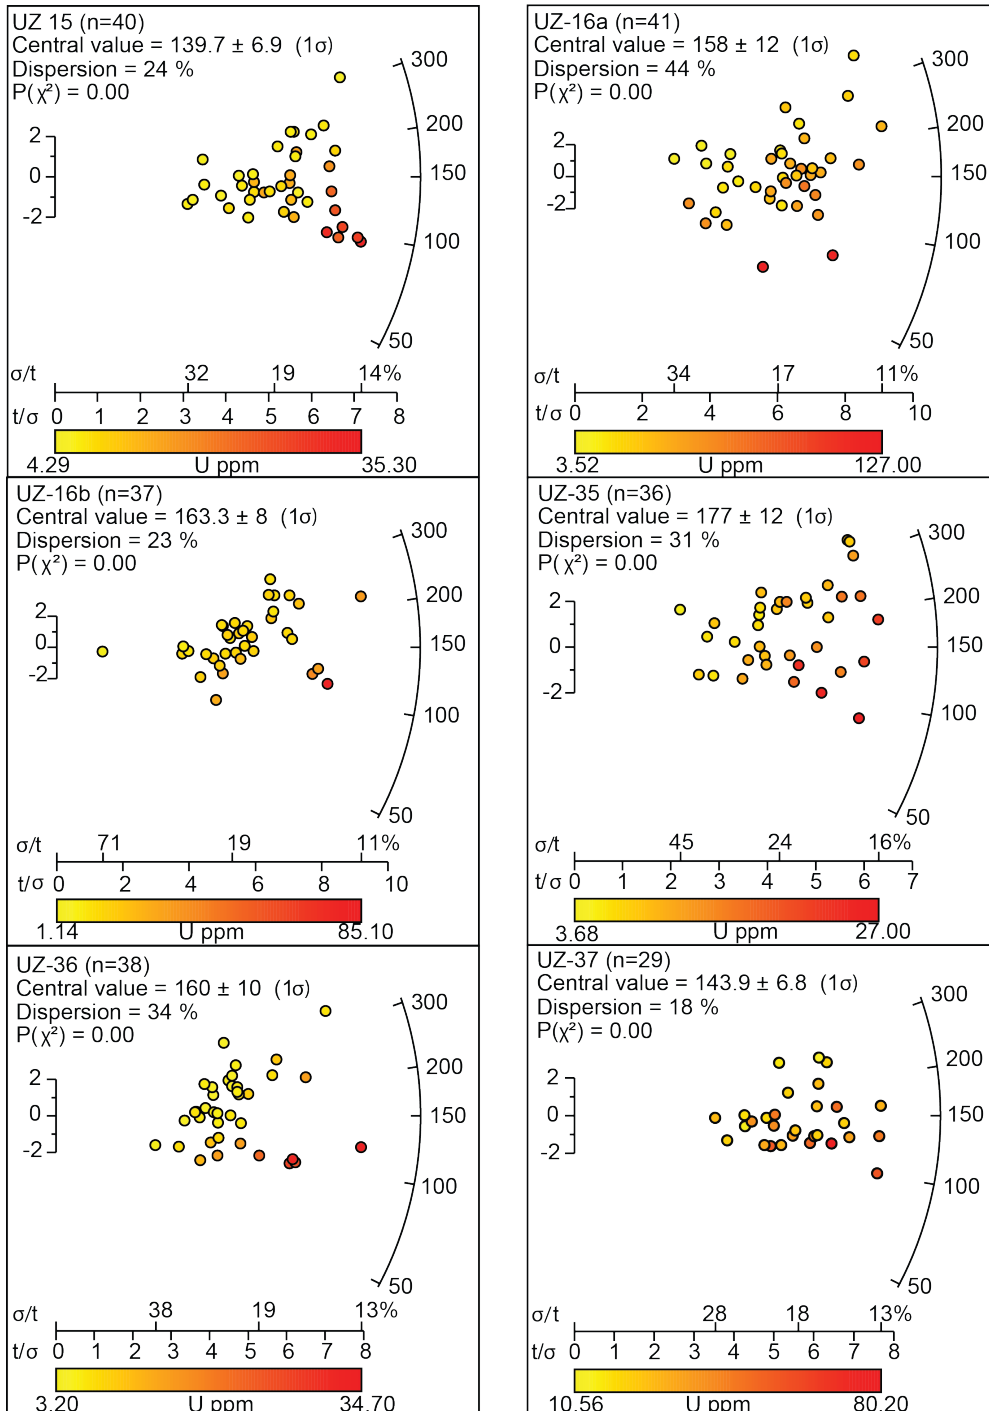 UZ 15 (n=40)
Central value = 139.7 ± 6.9 (1σ)
Dispersion = 24 %
P(χ²) = 0.00
300
200
150
100
50
2
0
-2
σ/t 32 19 14%
t/σ 0 1 2 3 4 5 6 7 8
4.29 U ppm 35.30
UZ-16a (n=41)
Central value = 158 ± 12 (1σ)
Dispersion = 44 %
P(χ²) = 0.00
300
200
150
100
50
2
0
-2
σ/t 34 17 11%
t/σ 0 2 4 6 8 10
3.52 U ppm 127.00
UZ-16b (n=37)
Central value = 163.3 ± 8 (1σ)
Dispersion = 23 %
P(χ²) = 0.00
300
200
150
100
50
2
0
-2
σ/t 71 19 11%
t/σ 0 2 4 6 8 10
1.14 U ppm 85.10
UZ-35 (n=36)
Central value = 177 ± 12 (1σ)
Dispersion = 31 %
P(χ²) = 0.00
300
200
150
100
50
2
0
-2
σ/t 45 24 16%
t/σ 0 1 2 3 4 5 6 7
3.68 U ppm 27.00
UZ-36 (n=38)
Central value = 160 ± 10 (1σ)
Dispersion = 34 %
P(χ²) = 0.00
300
200
150
100
50
2
0
-2
σ/t 38 19 13%
t/σ 0 1 2 3 4 5 6 7 8
3.20 U ppm 34.70
UZ-37 (n=29)
Central value = 143.9 ± 6.8 (1σ)
Dispersion = 18 %
P(χ²) = 0.00
300
200
150
100
50
2
0
-2
σ/t 28 18 13%
t/σ 0 1 2 3 4 5 6 7 8
10.56 U ppm 80.20